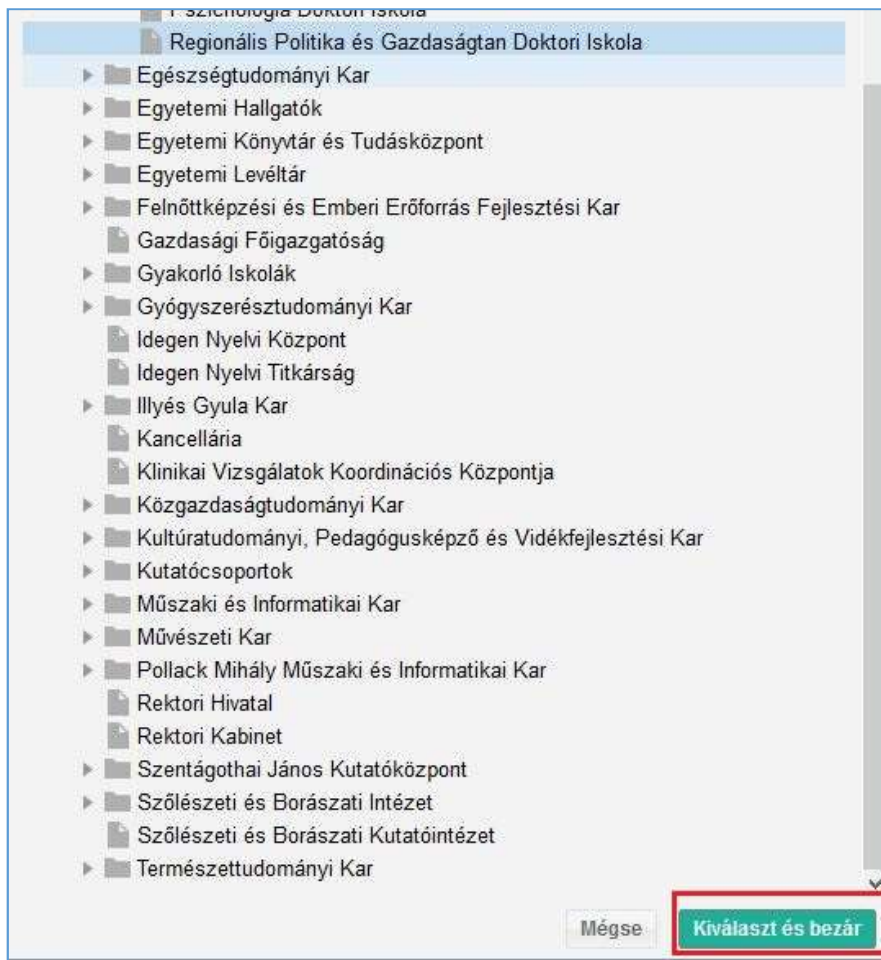 Pszichológia Doktori Iskola
Regionális Politika és Gazdaságtan Doktori Iskola
Egészségtudományi Kar
Egyetemi Hallgatók
Egyetemi Könyvtár és Tudásközpont
Egyetemi Levéltár
Felnőttképzési és Emberi Erőforrás Fejlesztési Kar
Gazdasági Főigazgatóság
Gyakorló Iskolák
Gyógyszerésztudományi Kar
Idegen Nyelvi Központ
Idegen Nyelvi Titkárság
Illyés Gyula Kar
Kancellária
Klinikai Vizsgálatok Koordinációs Központja
Közgazdaságtudományi Kar
Kultúratudományi, Pedagógusképző és Vidékfejlesztési Kar
Kutatócsoportok
Műszaki és Informatikai Kar
Művészeti Kar
Pollack Mihály Műszaki és Informatikai Kar
Rektori Hivatal
Rektori Kabinet
Szentágothai János Kutatóközpont
Szőlészeti és Borászati Intézet
Szőlészeti és Borászati Kutatóintézet
Természettudományi Kar
Mégse Kiválaszt és bezár